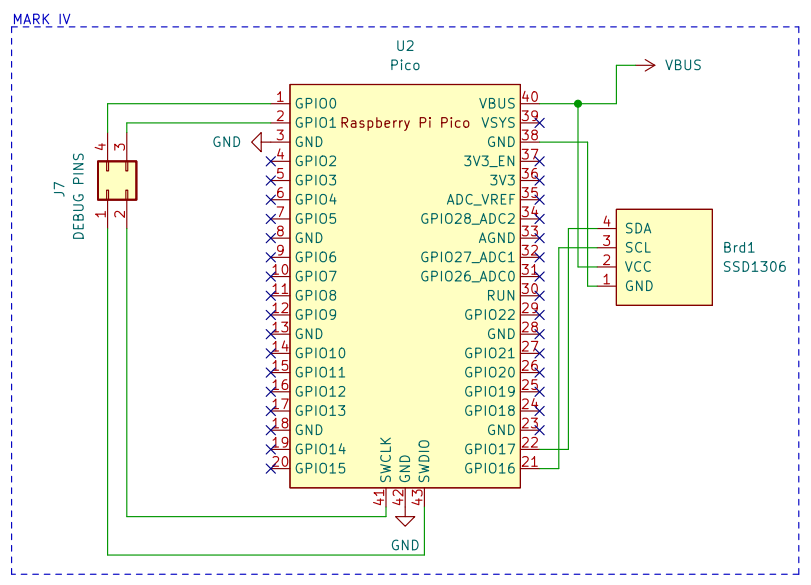 MARK IV
U2
Pico
Raspberry Pi Pico
1 GPIO0
2 GPIO1
GND 3 GND
4 GPIO2
5 GPIO3
6 GPIO4
7 GPIO5
8 GND
9 GPIO6
10 GPIO7
11 GPIO8
12 GPIO9
13 GND
14 GPIO10
15 GPIO11
16 GPIO12
17 GPIO13
18 GND
19 GPIO14
20 GPIO15
VBUS 40
VSYS 39
GND 38
3V3_EN 37
3V3 36
ADC_VREF 35
GPIO28_ADC2 34
AGND 33
GPIO27_ADC1 32
GPIO26_ADC0 31
RUN 30
GPIO22 29
GND 28
GPIO21 27
GPIO20 26
GPIO19 25
GPIO18 24
GND 23
GPIO17 22
GPIO16 21
SWCLK 41
GND 42
SWDIO 43
GND
J7
DEBUG PINS
4 3
1 2
VBUS
4 SDA
3 SCL
2 VCC
1 GND
Brd1
SSD1306